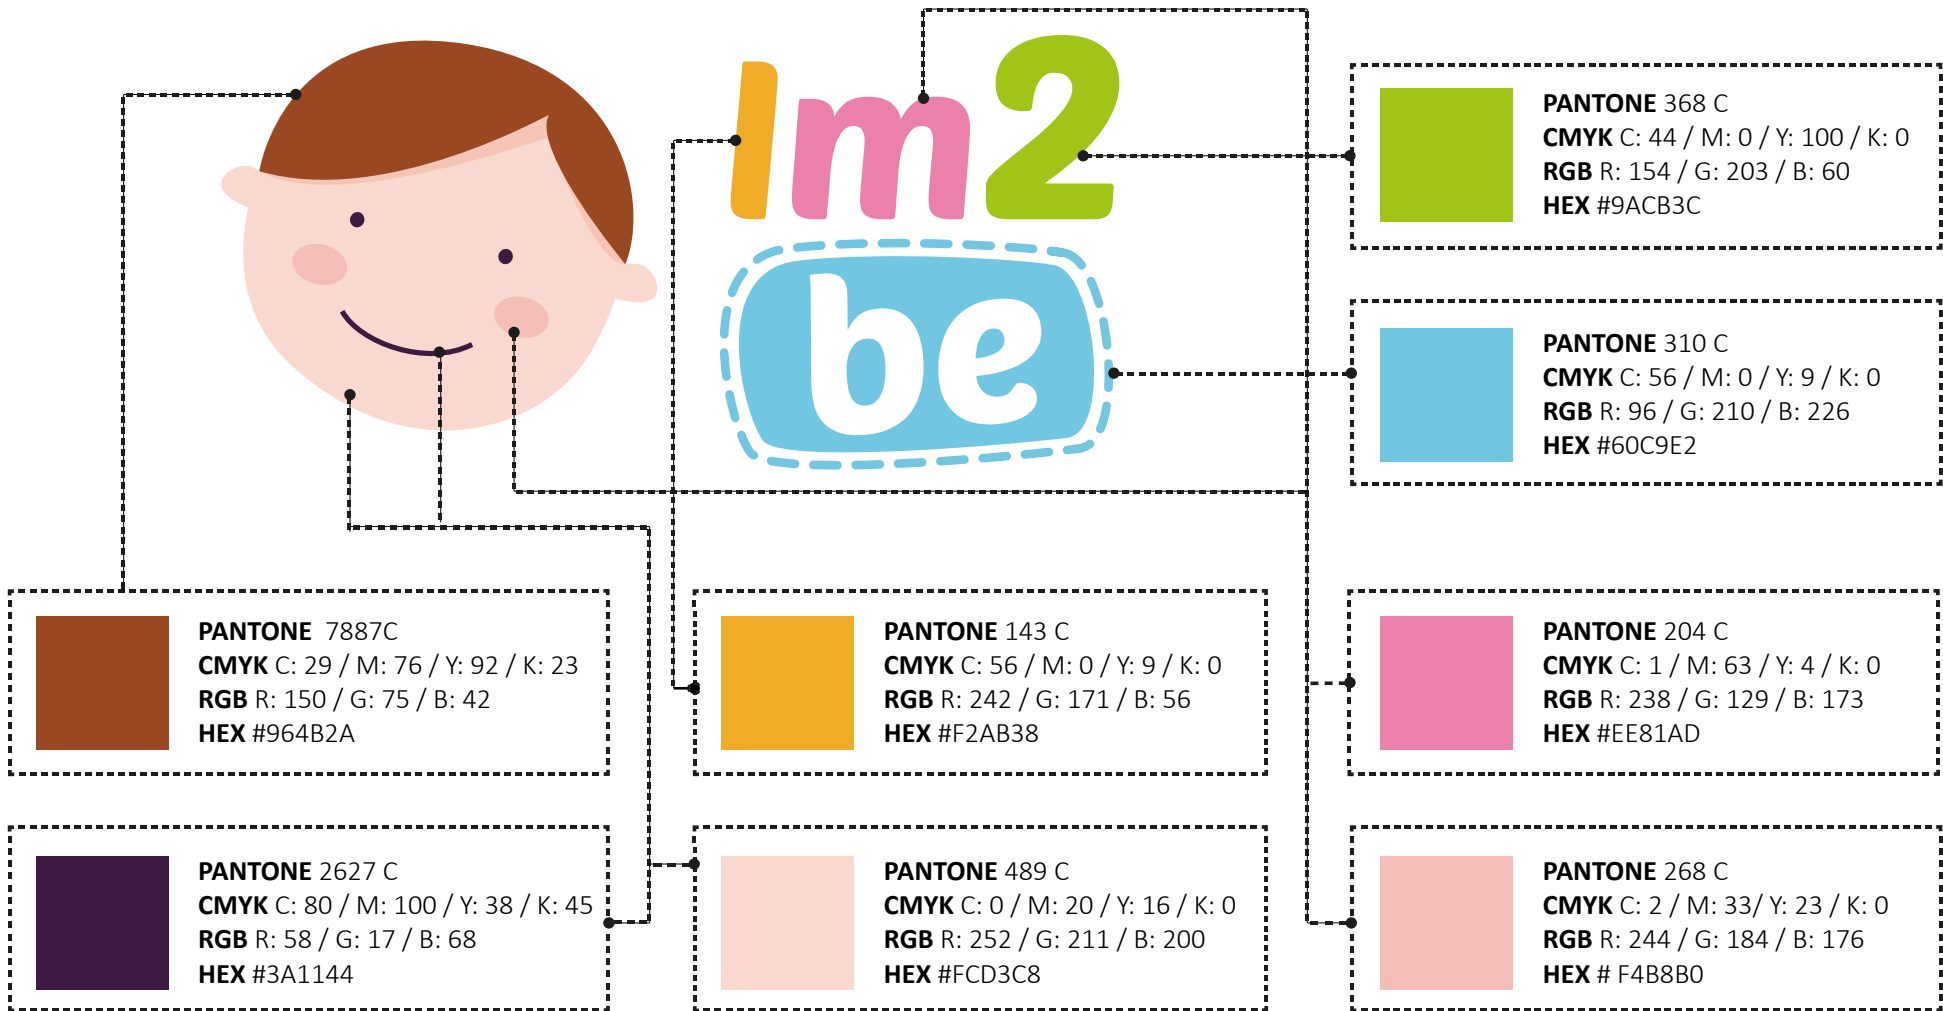 Im2
be
PANTONE 368 C
CMYK C: 44 / M: 0 / Y: 100 / K: 0
RGB R: 154 / G: 203 / B: 60
HEX #9ACB3C
PANTONE 310 C
CMYK C: 56 / M: 0 / Y: 9 / K: 0
RGB R: 96 / G: 210 / B: 226
HEX #60C9E2
PANTONE 7887C
CMYK C: 29 / M: 76 / Y: 92 / K: 23
RGB R: 150 / G: 75 / B: 42
HEX #964B2A
PANTONE 143 C
CMYK C: 56 / M: 0 / Y: 9 / K: 0
RGB R: 242 / G: 171 / B: 56
HEX #F2AB38
PANTONE 204 C
CMYK C: 1 / M: 63 / Y: 4 / K: 0
RGB R: 238 / G: 129 / B: 173
HEX #EE81AD
PANTONE 2627 C
CMYK C: 80 / M: 100 / Y: 38 / K: 45
RGB R: 58 / G: 17 / B: 68
HEX #3A1144
PANTONE 489 C
CMYK C: 0 / M: 20 / Y: 16 / K: 0
RGB R: 252 / G: 211 / B: 200
HEX #FCD3C8
PANTONE 268 C
CMYK C: 2 / M: 33/ Y: 23 / K: 0
RGB R: 244 / G: 184 / B: 176
HEX # F4B8B0